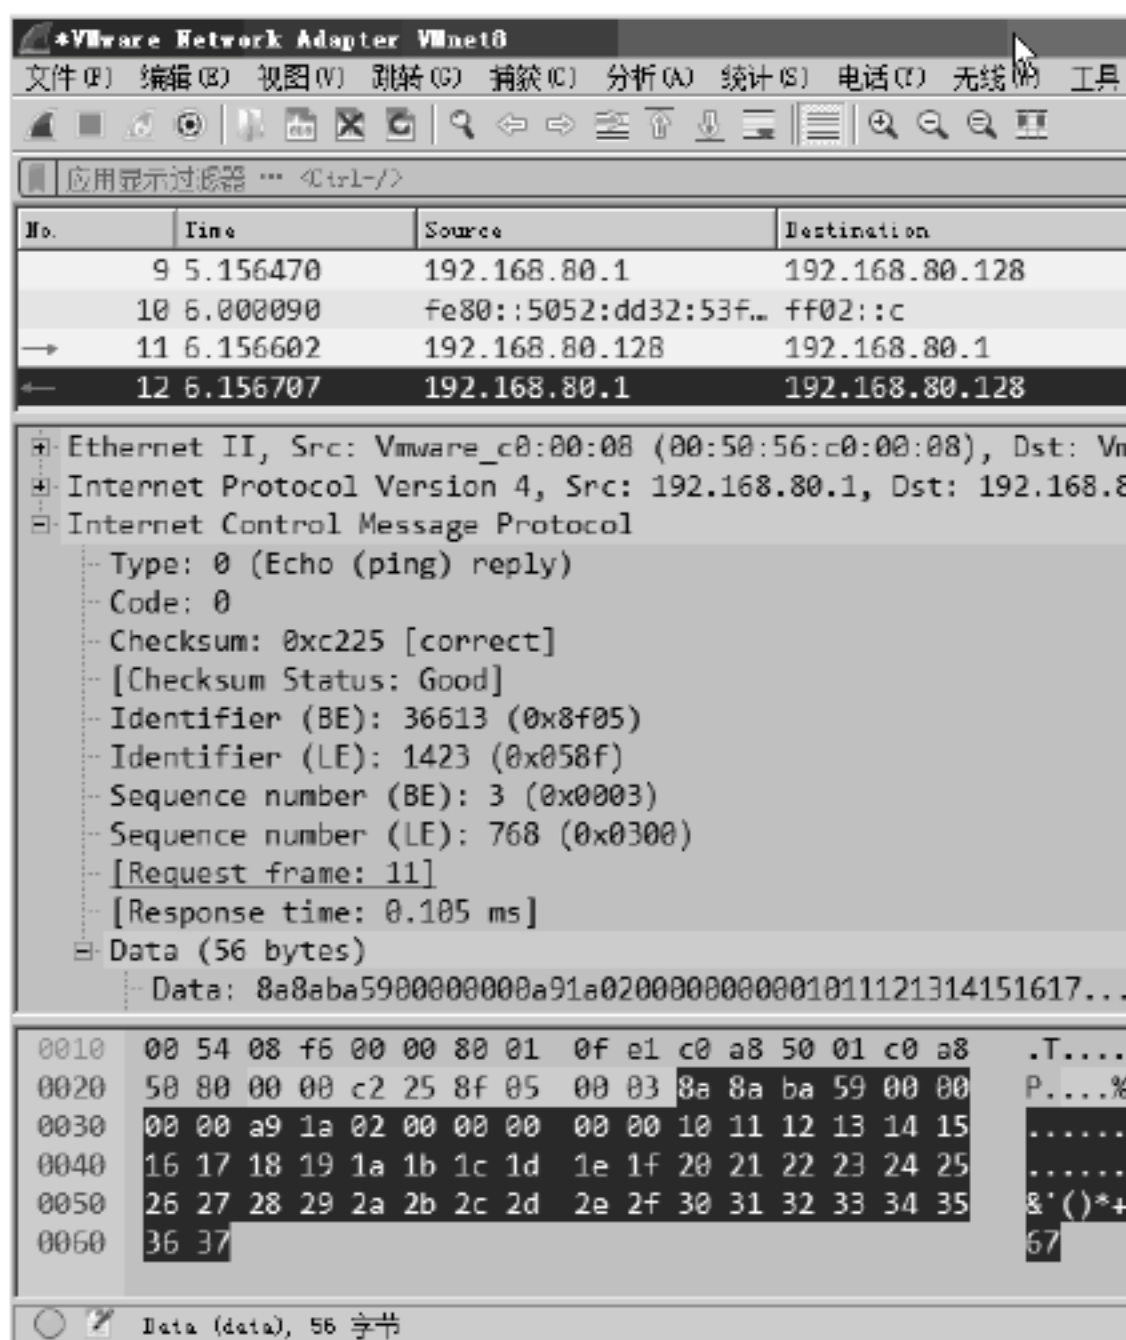 *VMware Network Adapter VMnet8
文件(F) 编辑(E) 视图(V) 跳转(G) 捕获(C) 分析(A) 统计(S) 电话(Y) 无线(W) 工具
应用显示过滤器 … <Ctrl-/>
No. Time Source Destination
9 5.156470 192.168.80.1 192.168.80.128
10 6.000090 fe80::5052:dd32:53f… ff02::c
11 6.156602 192.168.80.128 192.168.80.1
12 6.156707 192.168.80.1 192.168.80.128
Ethernet II, Src: Vmware_c0:00:08 (00:50:56:c0:00:08), Dst: Vm
Internet Protocol Version 4, Src: 192.168.80.1, Dst: 192.168.8
Internet Control Message Protocol
Type: 0 (Echo (ping) reply)
Code: 0
Checksum: 0xc225 [correct]
[Checksum Status: Good]
Identifier (BE): 36613 (0x8f05)
Identifier (LE): 1423 (0x058f)
Sequence number (BE): 3 (0x0003)
Sequence number (LE): 768 (0x0300)
[Request frame: 11]
[Response time: 0.105 ms]
Data (56 bytes)
Data: 8a8aba5900000000a91a0200000000001011121314151617...
0010 00 54 08 f6 00 00 80 01 0f e1 c0 a8 50 01 c0 a8 .T....
0020 50 80 00 00 c2 25 8f 05 00 03 8a 8a ba 59 00 00 P....%
0030 00 00 a9 1a 02 00 00 00 00 00 10 11 12 13 14 15 ......
0040 16 17 18 19 1a 1b 1c 1d 1e 1f 20 21 22 23 24 25 ......
0050 26 27 28 29 2a 2b 2c 2d 2e 2f 30 31 32 33 34 35 &'()*+
0060 36 37 67
Data (data), 56 字节